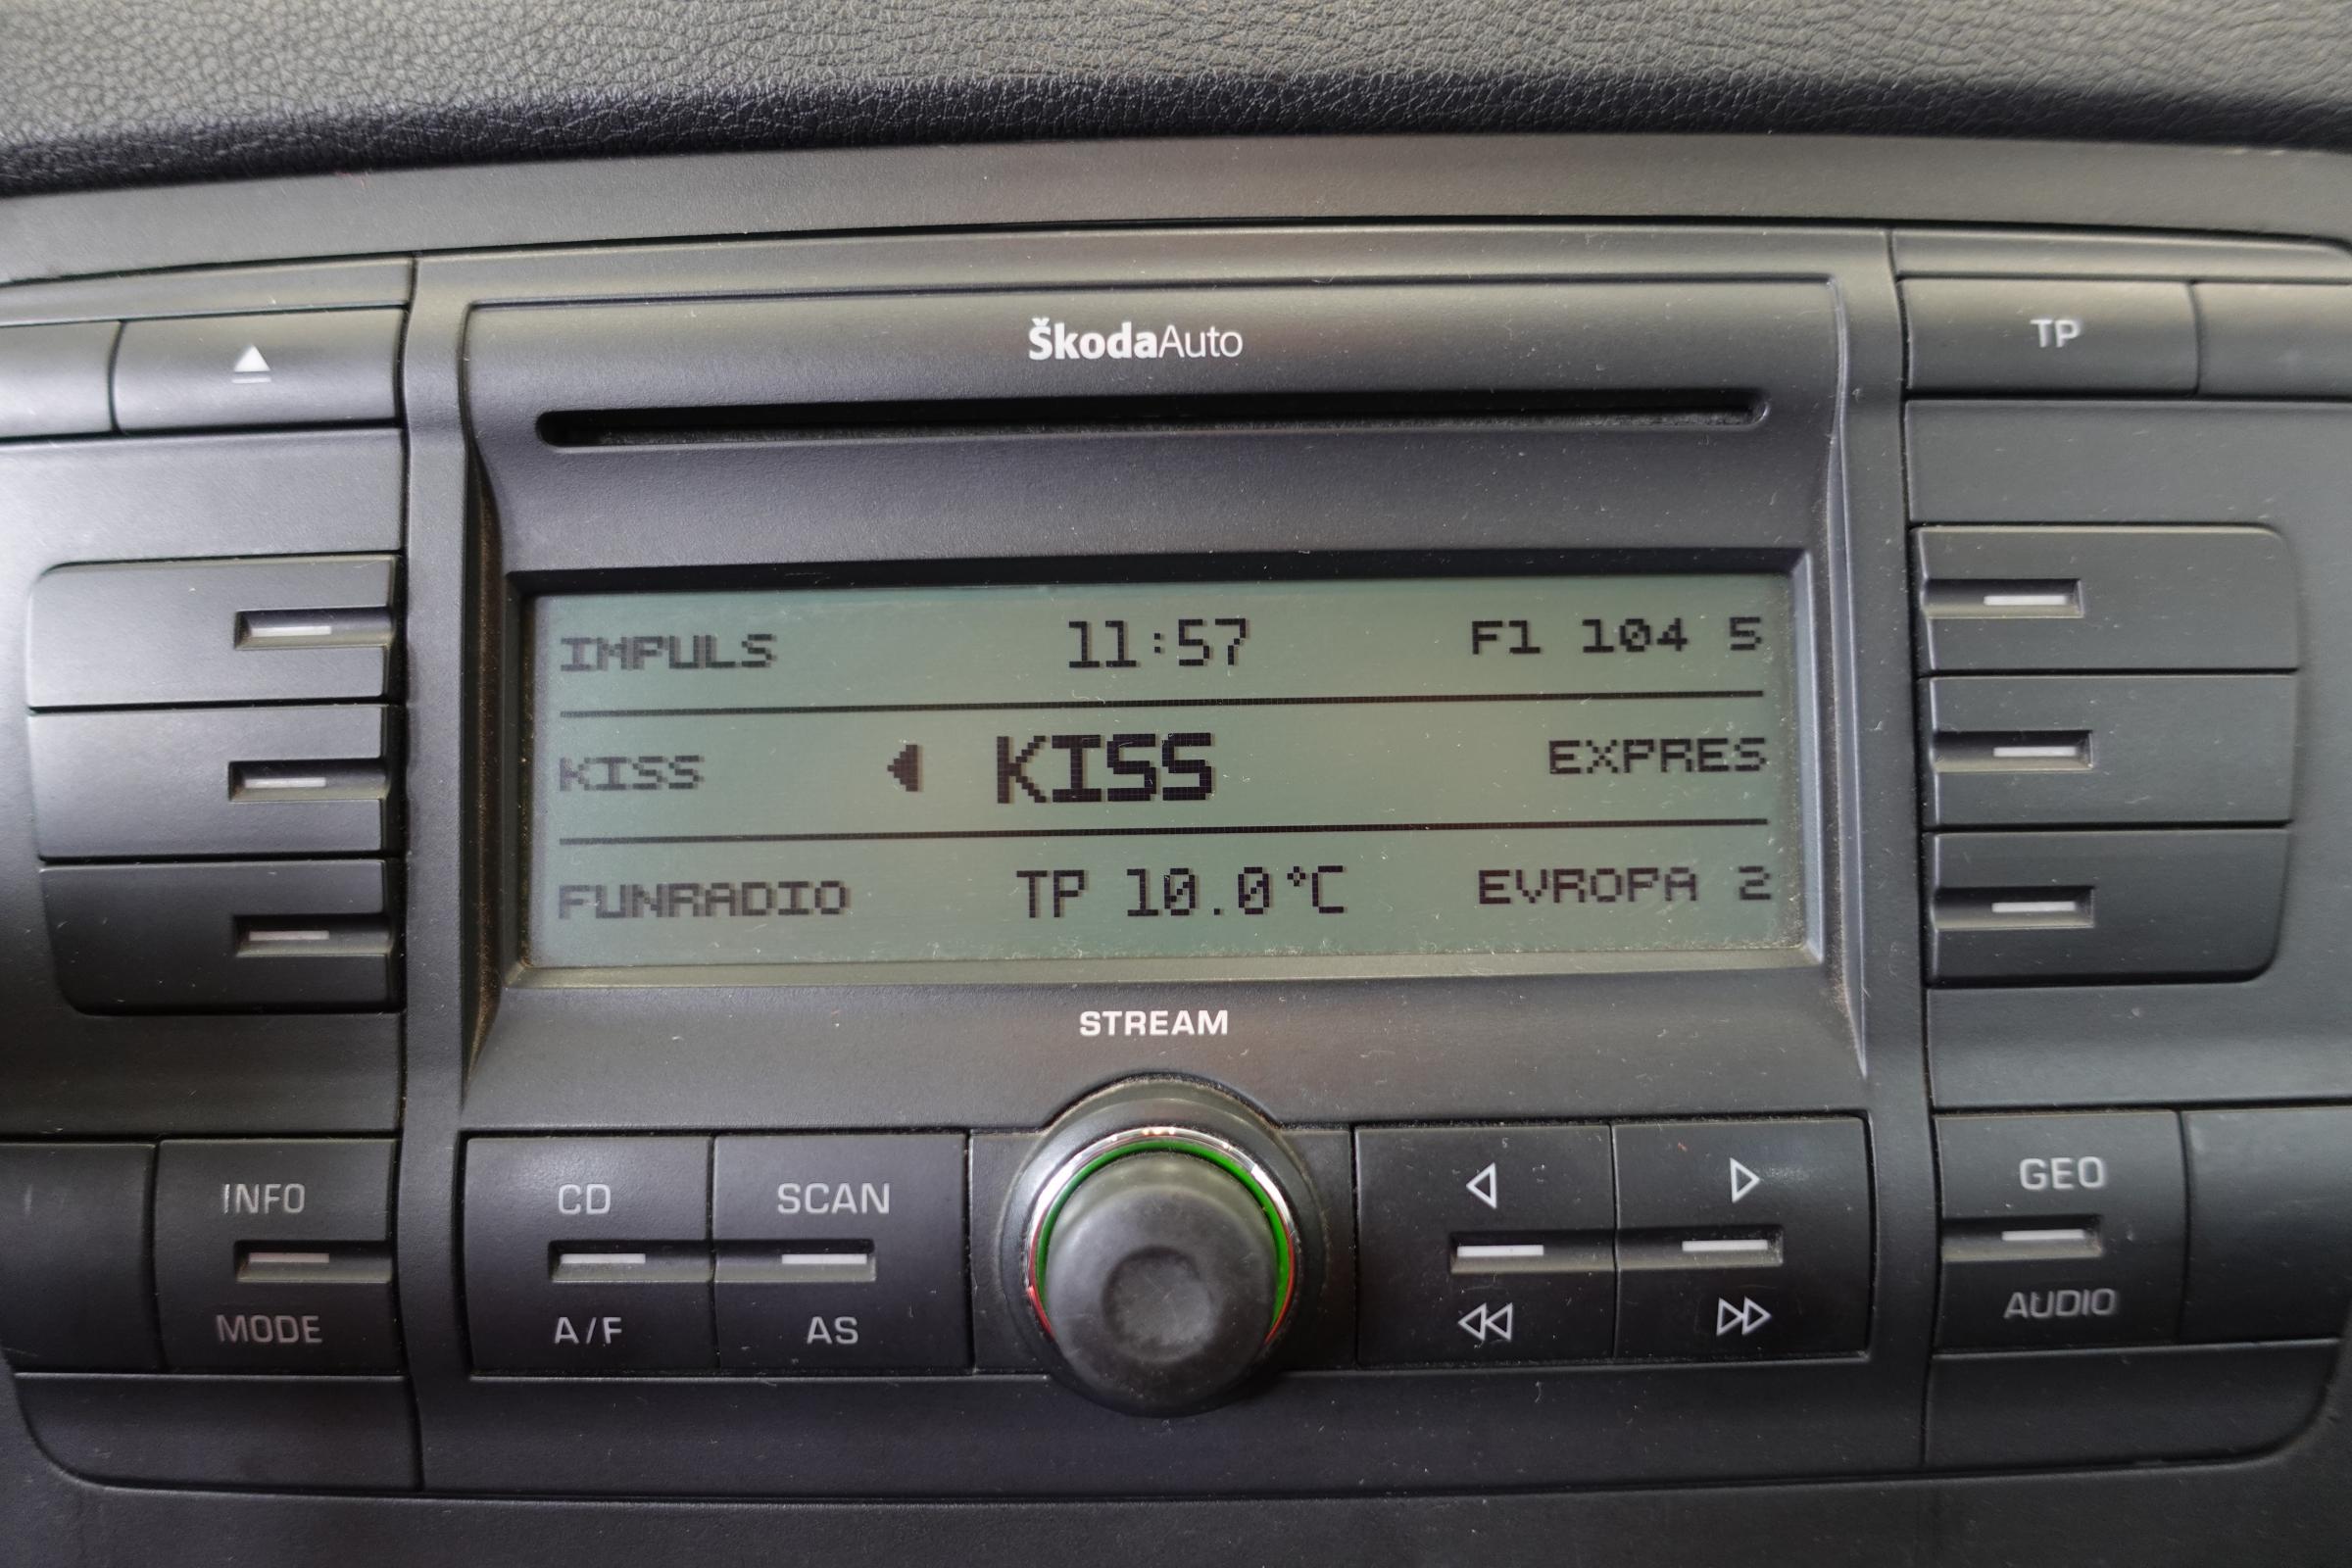 ŠkodaAuto
TP
IMPULS 11:57 F1 104 5
KISS KISS EXPRES
FUNRADIO TP 10.0°C EVROPA 2
STREAM
INFO CD SCAN GEO
MODE A/F AS AUDIO